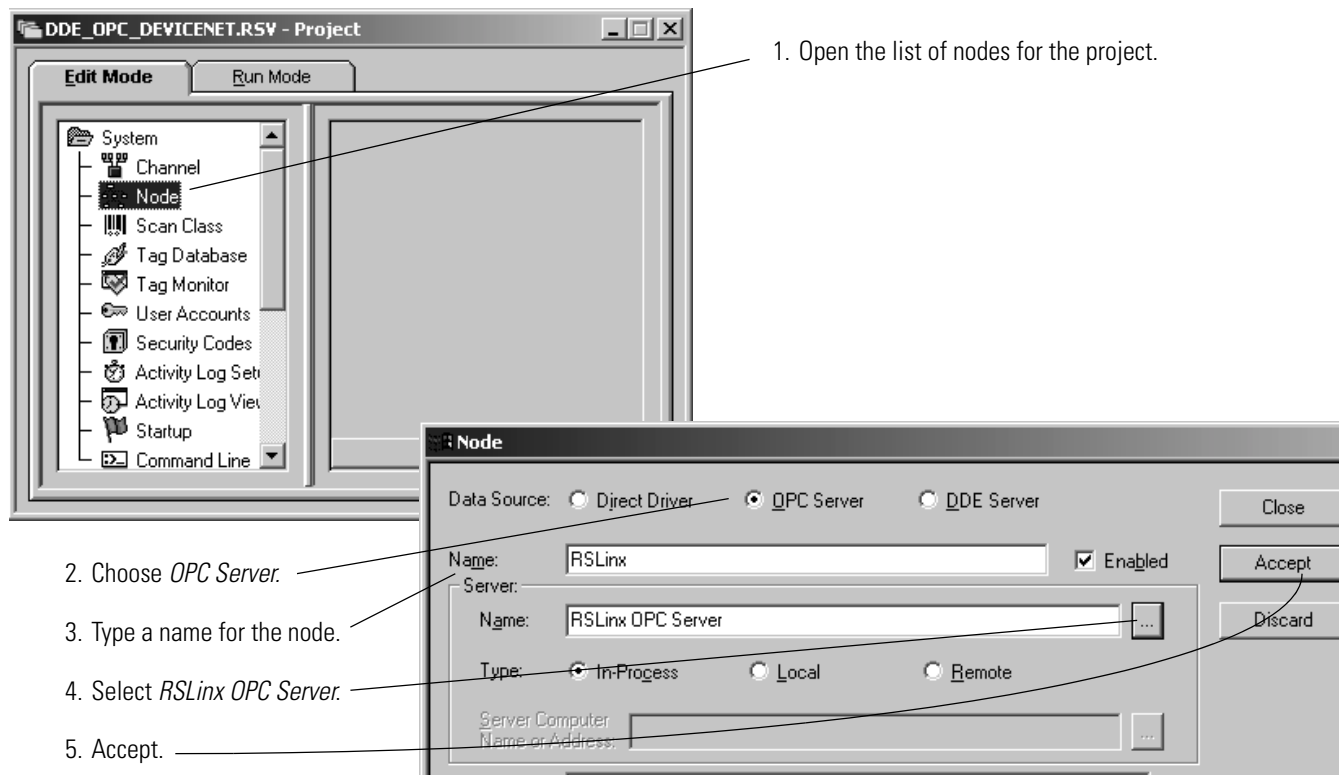 DDE_OPC_DEVICENET.RSV - Project
Edit Mode
Run Mode
System
Channel
Node
Scan Class
Tag Database
Tag Monitor
User Accounts
Security Codes
Activity Log Setu
Activity Log View
Startup
Command Line
1. Open the list of nodes for the project.
Node
Data Source:
Direct Driver
OPC Server
DDE Server
Close
2. Choose OPC Server.
Name:
RSLinx
Enabled
Accept
Server:
3. Type a name for the node.
Name:
RSLinx OPC Server
...
Discard
4. Select RSLinx OPC Server.
Type:
In-Process
Local
Remote
5. Accept.
Server Computer
Name or Address:
...